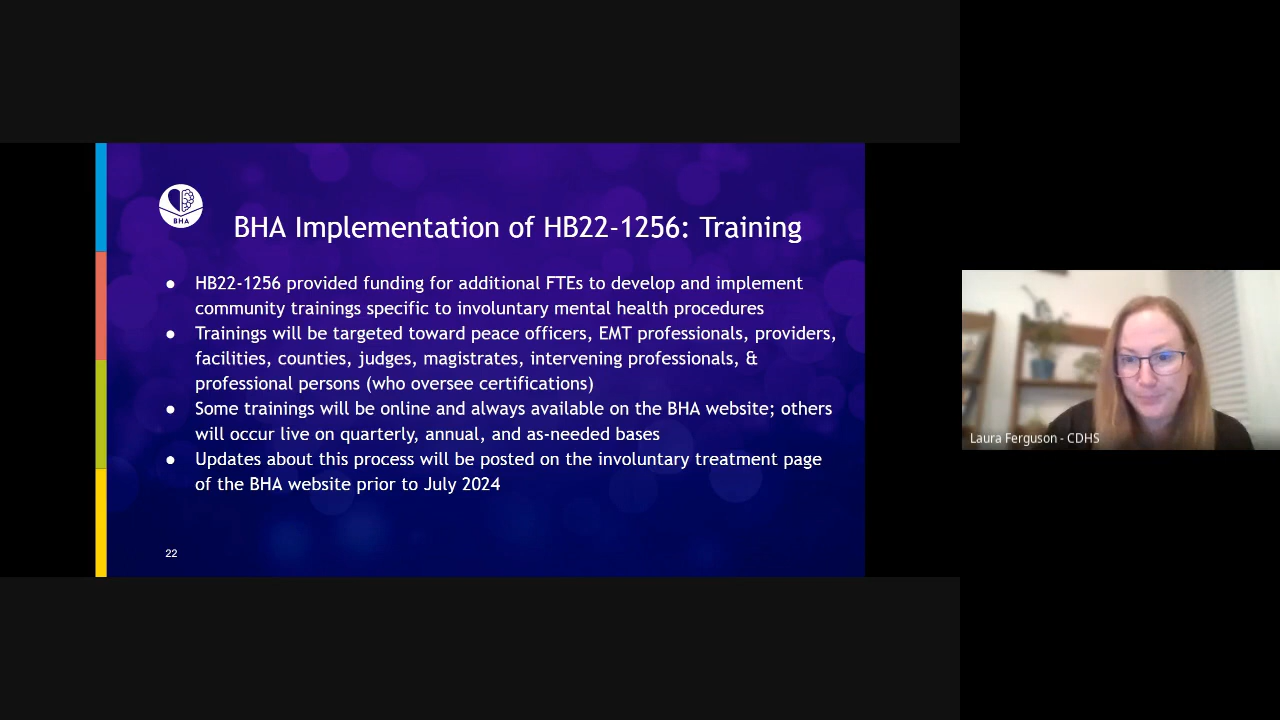 BHA
BHA Implementation of HB22-1256: Training
● HB22-1256 provided funding for additional FTEs to develop and implement
community trainings specific to involuntary mental health procedures
● Trainings will be targeted toward peace officers, EMT professionals, providers,
facilities, counties, judges, magistrates, intervening professionals, &
professional persons (who oversee certifications)
● Some trainings will be online and always available on the BHA website; others
will occur live on quarterly, annual, and as-needed bases
● Updates about this process will be posted on the involuntary treatment page
of the BHA website prior to July 2024
22
Laura Ferguson - CDHS